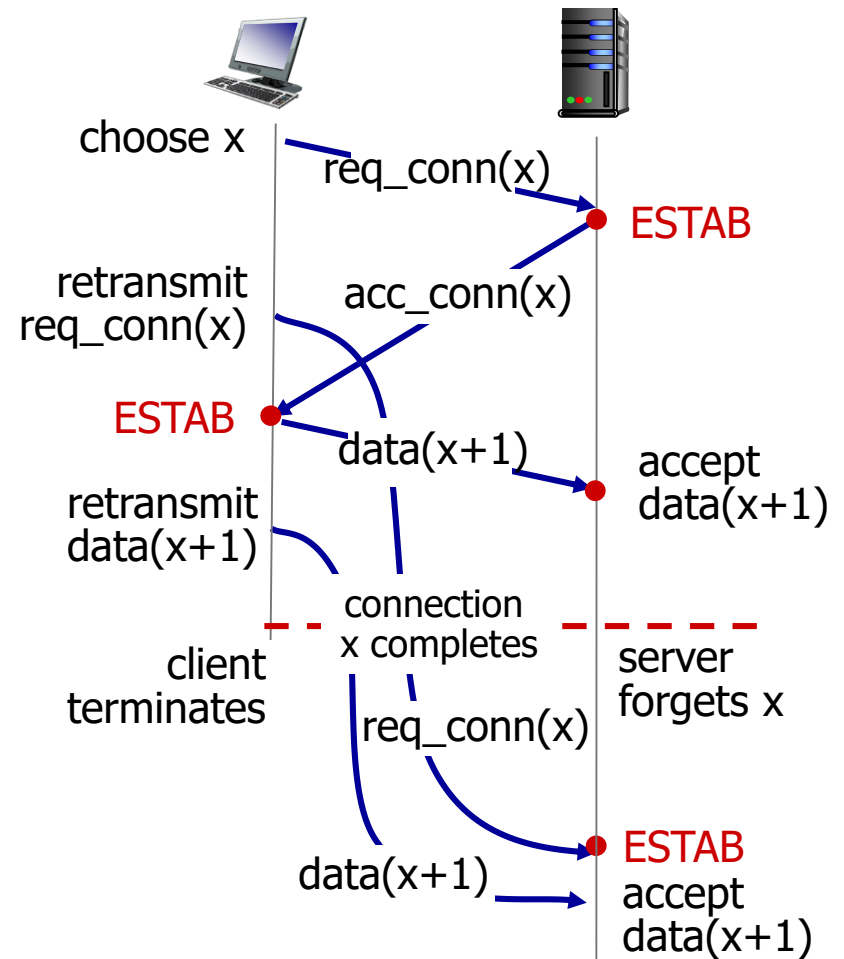 choose x
req_conn(x)
ESTAB
retransmit
req_conn(x)
acc_conn(x)
ESTAB
data(x+1)
accept
data(x+1)
retransmit
data(x+1)
connection
x completes
client
terminates
server
forgets x
req_conn(x)
ESTAB
data(x+1)
accept
data(x+1)